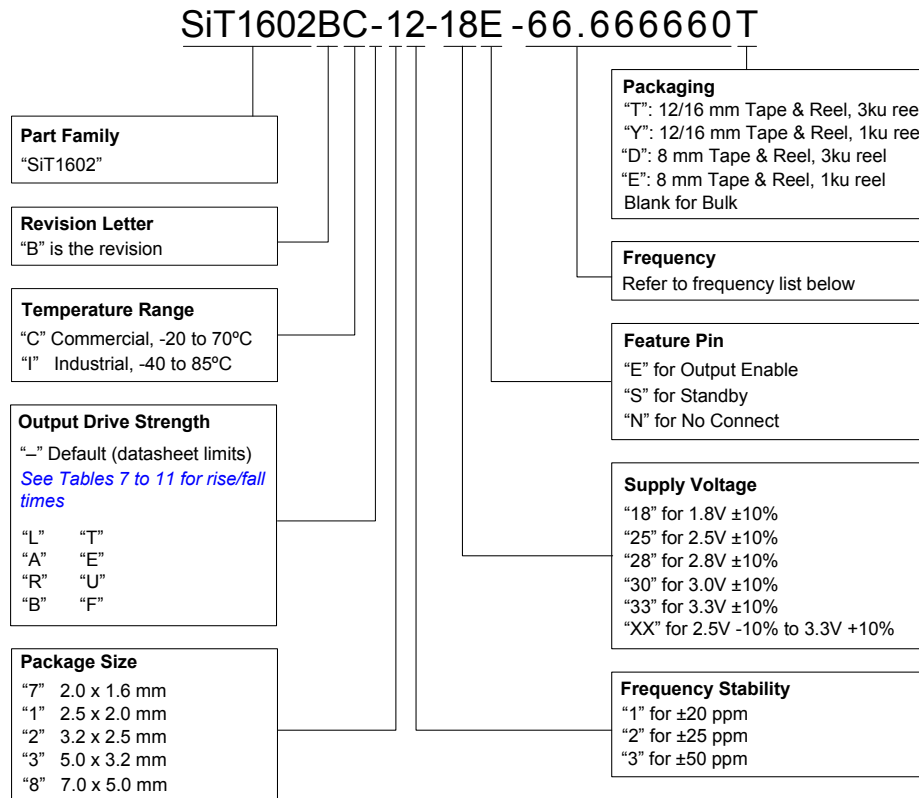 SiT1602BC-12-18E-66.666660T
Part Family
“SiT1602”
Revision Letter
“B” is the revision
Temperature Range
“C” Commercial, -20 to 70ºC
“I” Industrial, -40 to 85ºC
Output Drive Strength
“–” Default (datasheet limits)
See Tables 7 to 11 for rise/fall
times
“L” “T”
“A” “E”
“R” “U”
“B” “F”
Package Size
“7” 2.0 x 1.6 mm
“1” 2.5 x 2.0 mm
“2” 3.2 x 2.5 mm
“3” 5.0 x 3.2 mm
“8” 7.0 x 5.0 mm
Packaging
“T”: 12/16 mm Tape & Reel, 3ku reel
“Y”: 12/16 mm Tape & Reel, 1ku reel
“D”: 8 mm Tape & Reel, 3ku reel
“E”: 8 mm Tape & Reel, 1ku reel
Blank for Bulk
Frequency
Refer to frequency list below
Feature Pin
“E” for Output Enable
“S” for Standby
“N” for No Connect
Supply Voltage
“18” for 1.8V ±10%
“25” for 2.5V ±10%
“28” for 2.8V ±10%
“30” for 3.0V ±10%
“33” for 3.3V ±10%
“XX” for 2.5V -10% to 3.3V +10%
Frequency Stability
“1” for ±20 ppm
“2” for ±25 ppm
“3” for ±50 ppm